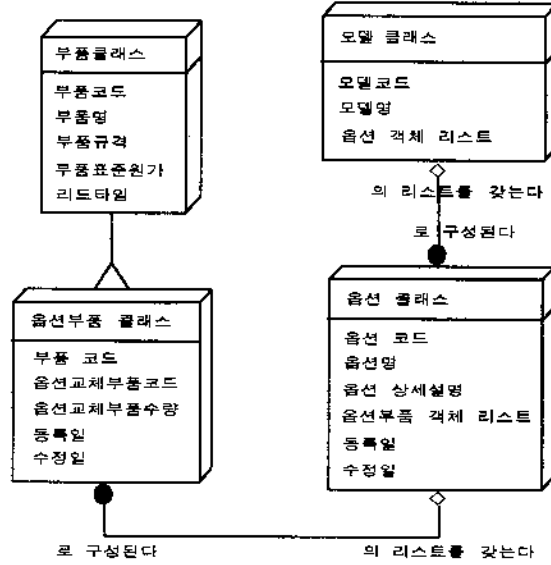 부품클래스
부품코드
부품명
부품규격
부품표준원가
리드타임
모델 클래스
모델코드
모델명
옵션 객체 리스트
의 리스트를 갖는다
로 구성된다
옵션부품 클래스
부품 코드
옵션교체부품코드
옵션교체부품수량
등록일
수정일
옵션 클래스
옵션 코드
옵션명
옵션 상세설명
옵션부품 객체 리스트
등록일
수정일
로 구성된다
의 리스트를 갖는다